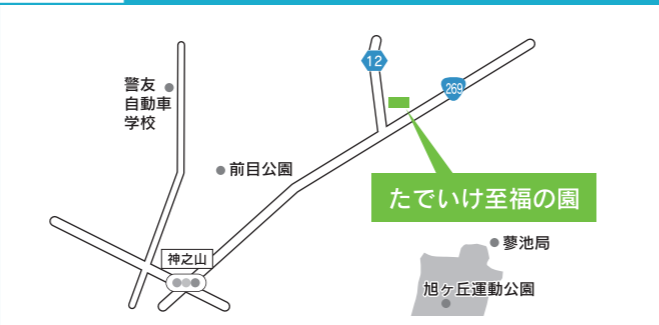 12
269
警友
自動車
学校
前目公園
たでいけ至福の園
蓼池局
神之山
旭ヶ丘運動公園